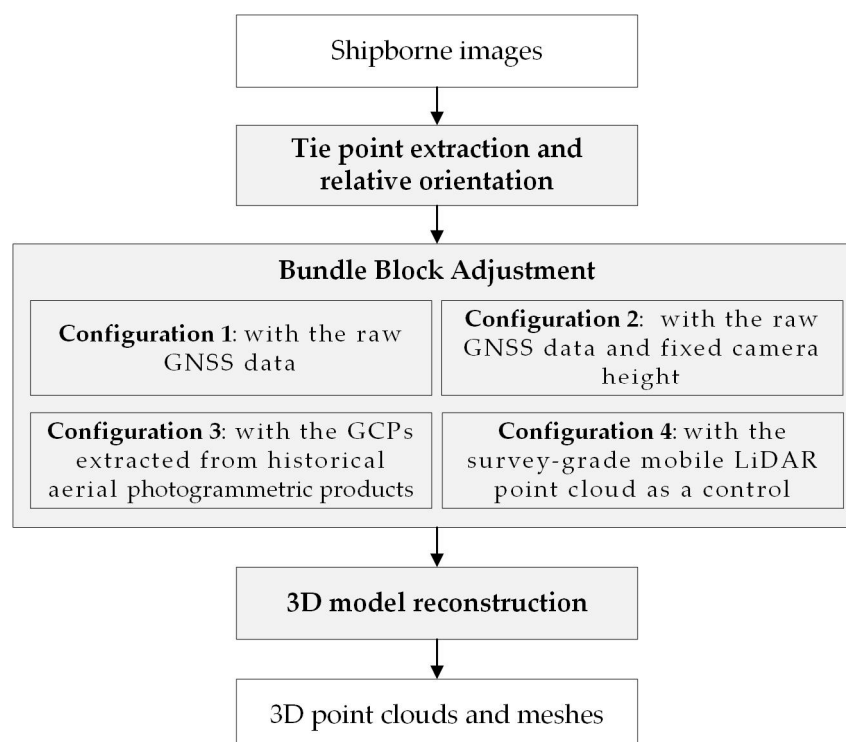 Shipborne images
Tie point extraction and
relative orientation
Bundle Block Adjustment
Configuration 1: with the raw
GNSS data
Configuration 2: with the raw
GNSS data and fixed camera
height
Configuration 3: with the GCPs
extracted from historical
aerial photogrammetric products
Configuration 4: with the
survey-grade mobile LiDAR
point cloud as a control
3D model reconstruction
3D point clouds and meshes